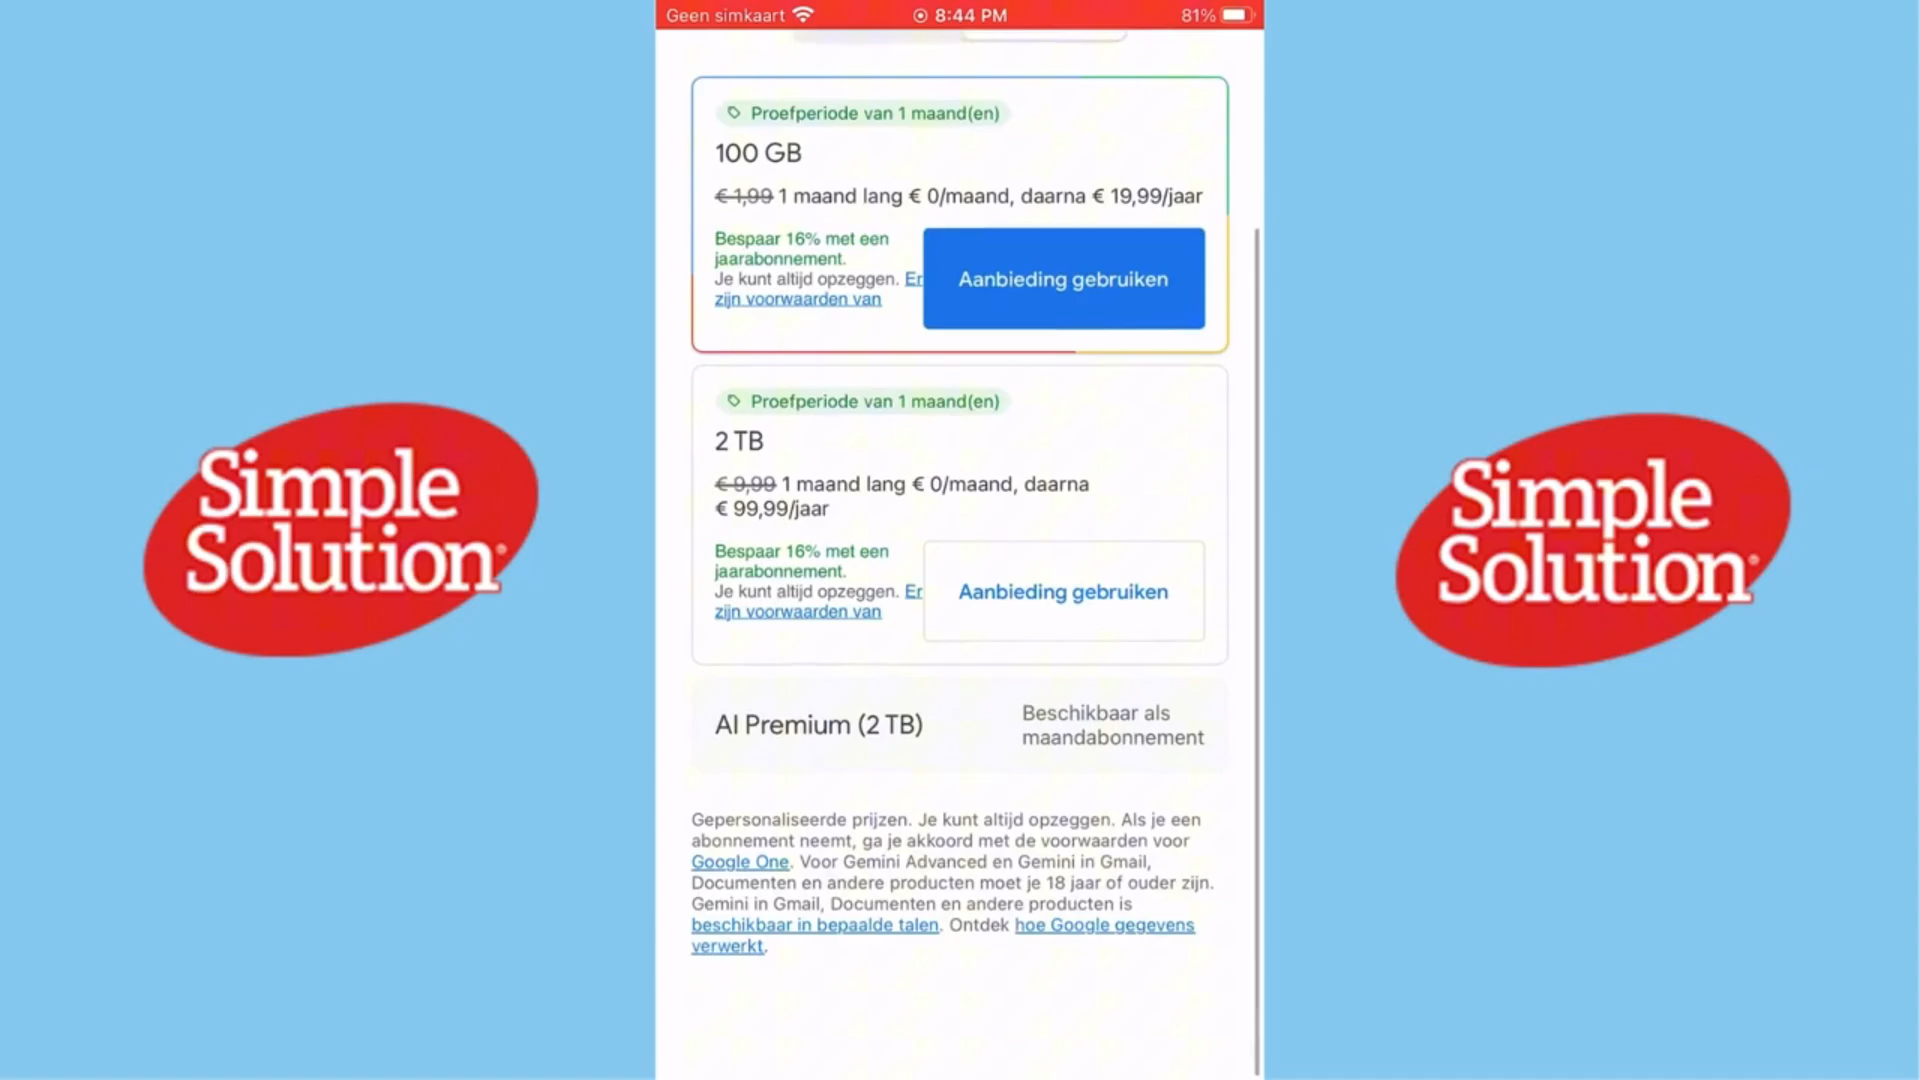 Geen simkaart 8:44 PM 81%
Proefperiode van 1 maand(en)
100 GB
€ 1,99 1 maand lang € 0/maand, daarna € 19,99/jaar
Bespaar 16% met een
jaarabonnement.
Je kunt altijd opzeggen. Er
zijn voorwaarden van
Aanbieding gebruiken
Proefperiode van 1 maand(en)
2 TB
€ 9,99 1 maand lang € 0/maand, daarna
€ 99,99/jaar
Bespaar 16% met een
jaarabonnement.
Je kunt altijd opzeggen. Er
zijn voorwaarden van
Aanbieding gebruiken
AI Premium (2 TB)
Beschikbaar als
maandabonnement
Gepersonaliseerde prijzen. Je kunt altijd opzeggen. Als je een
abonnement neemt, ga je akkoord met de voorwaarden voor
Google One. Voor Gemini Advanced en Gemini in Gmail,
Documenten en andere producten moet je 18 jaar of ouder zijn.
Gemini in Gmail, Documenten en andere producten is
beschikbaar in bepaalde talen. Ontdek hoe Google gegevens
verwerkt.
Simple
Solution
Simple
Solution